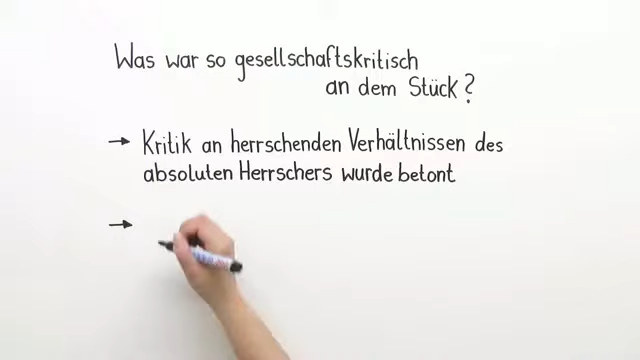 Was war so gesellschaftskritisch
an dem Stück?
→ Kritik an herrschenden Verhältnissen des
absoluten Herrschers wurde betont
→